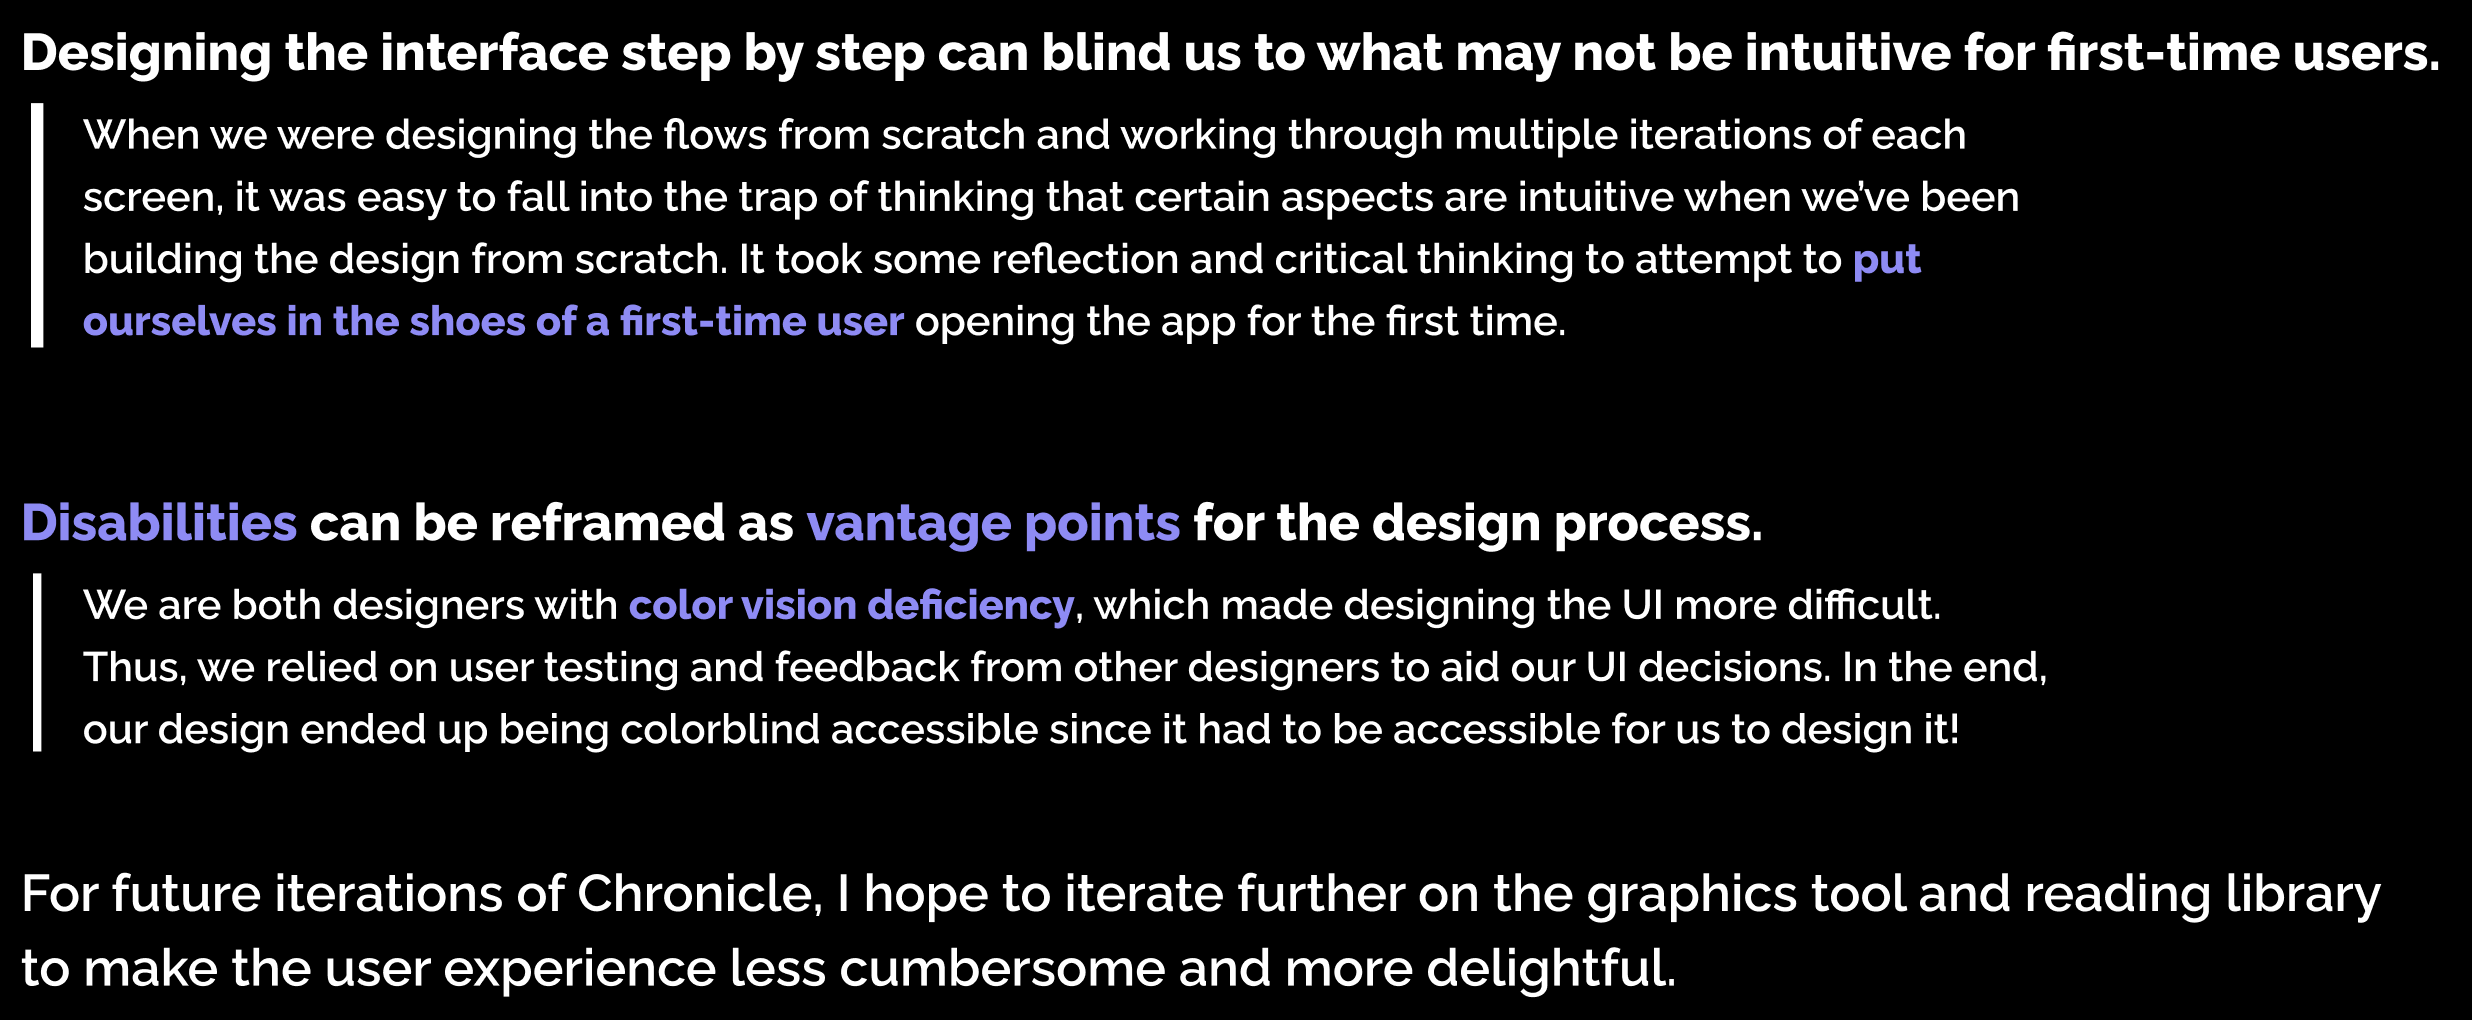 Designing the interface step by step can blind us to what may not be intuitive for first-time users.
When we were designing the flows from scratch and working through multiple iterations of each
screen, it was easy to fall into the trap of thinking that certain aspects are intuitive when we’ve been
building the design from scratch. It took some reflection and critical thinking to attempt to put
ourselves in the shoes of a first-time user opening the app for the first time.
Disabilities can be reframed as vantage points for the design process.
We are both designers with color vision deficiency, which made designing the UI more difficult.
Thus, we relied on user testing and feedback from other designers to aid our UI decisions. In the end,
our design ended up being colorblind accessible since it had to be accessible for us to design it!
For future iterations of Chronicle, I hope to iterate further on the graphics tool and reading library
to make the user experience less cumbersome and more delightful.